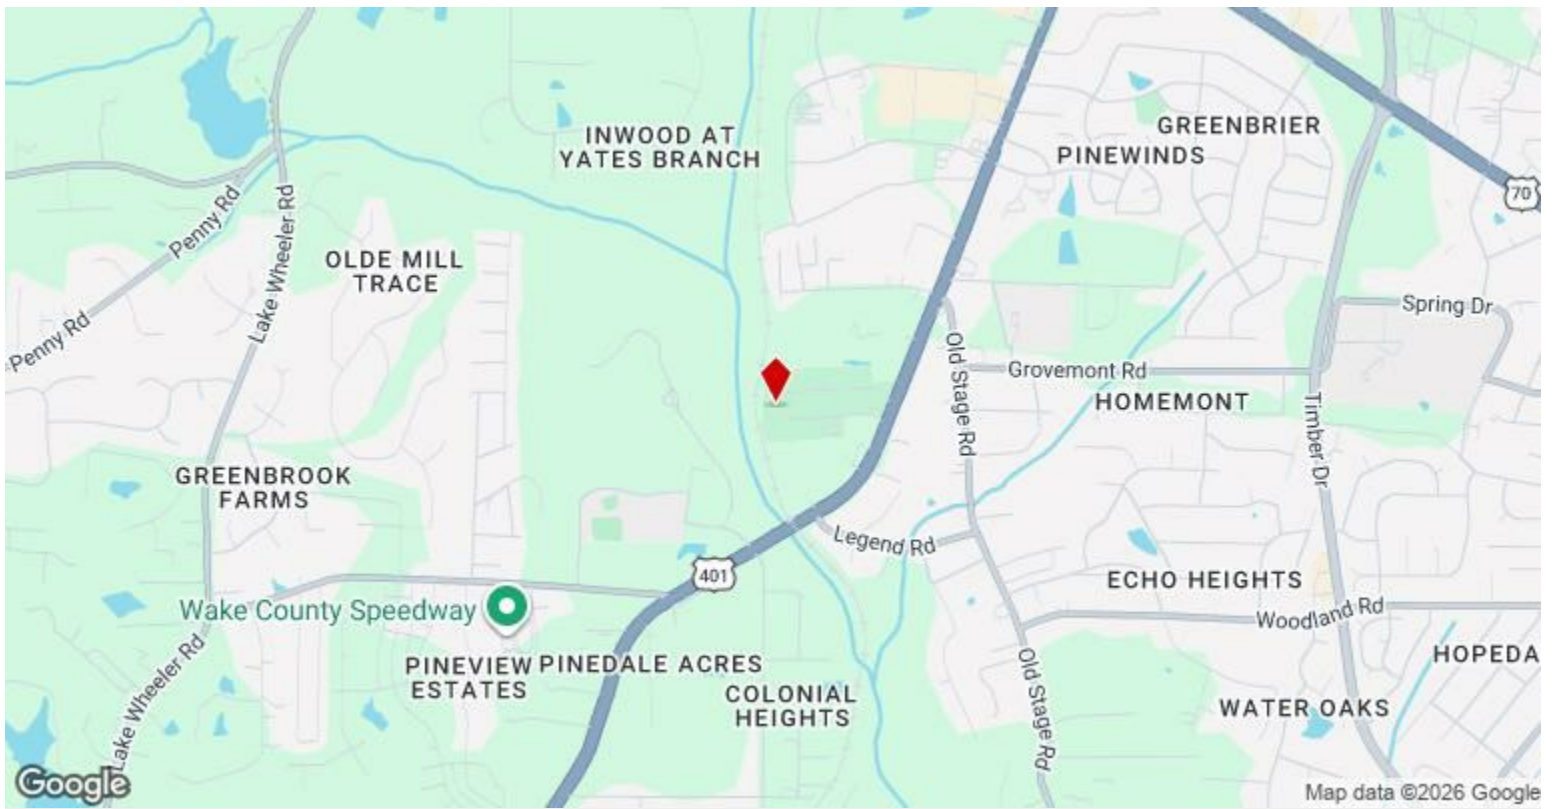 INWOOD AT
YATES BRANCH
GREENBRIER
PINEWINDS
70
Penny Rd
Lake Wheeler Rd
OLDE MILL
TRACE
Penny Rd
Spring Dr
Old Stage Rd
Grovemont Rd
HOMEMONT
Timber Dr
GREENBROOK
FARMS
Legend Rd
401
ECHO HEIGHTS
Wake County Speedway
Woodland Rd
Lake Wheeler Rd
PINEVIEW
ESTATES
PINEDALE ACRES
Old Stage Rd
HOPEDA
COLONIAL
HEIGHTS
WATER OAKS
Google
Map data ©2026 Google